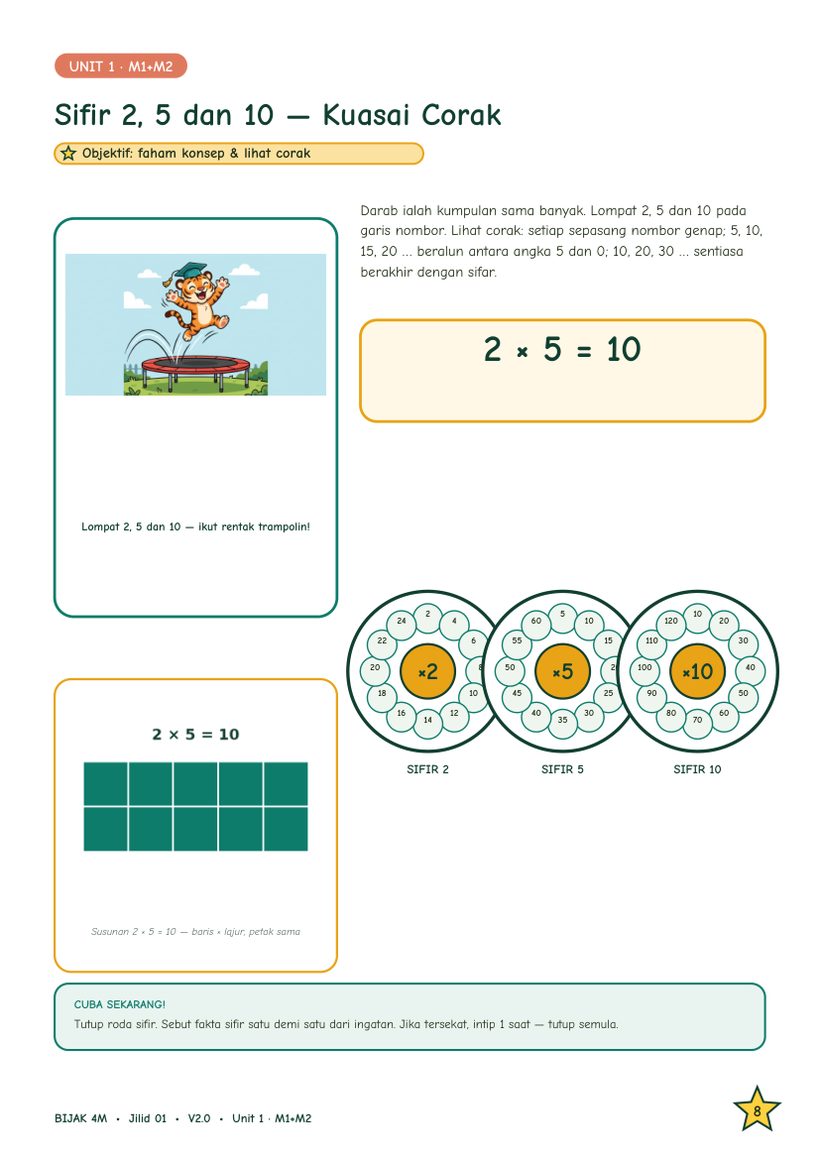 UNIT 1 · M1+M2
Sifir 2, 5 dan 10 — Kuasai Corak
Objektif: faham konsep & lihat corak
Darab ialah kumpulan sama banyak. Lompat 2, 5 dan 10 pada
garis nombor. Lihat corak: setiap sepasang nombor genap; 5, 10,
15, 20 ... beralun antara angka 5 dan 0; 10, 20, 30 ... sentiasa
berakhir dengan sifar.
2 × 5 = 10
Lompat 2, 5 dan 10 — ikut rentak trampolin!
×2
2
4
6
10
12
14
16
18
20
22
24
SIFIR 2
×5
5
10
15
25
30
35
40
45
50
55
60
SIFIR 5
×10
10
20
30
40
50
60
70
80
90
100
110
120
SIFIR 10
2 × 5 = 10
Susunan 2 × 5 = 10 — baris × lajur, petak sama
CUBA SEKARANG!
Tutup roda sifir. Sebut fakta sifir satu demi satu dari ingatan. Jika tersekat, intip 1 saat — tutup semula.
BIJAK 4M • Jilid 01 • V2.0 • Unit 1 · M1+M2
8